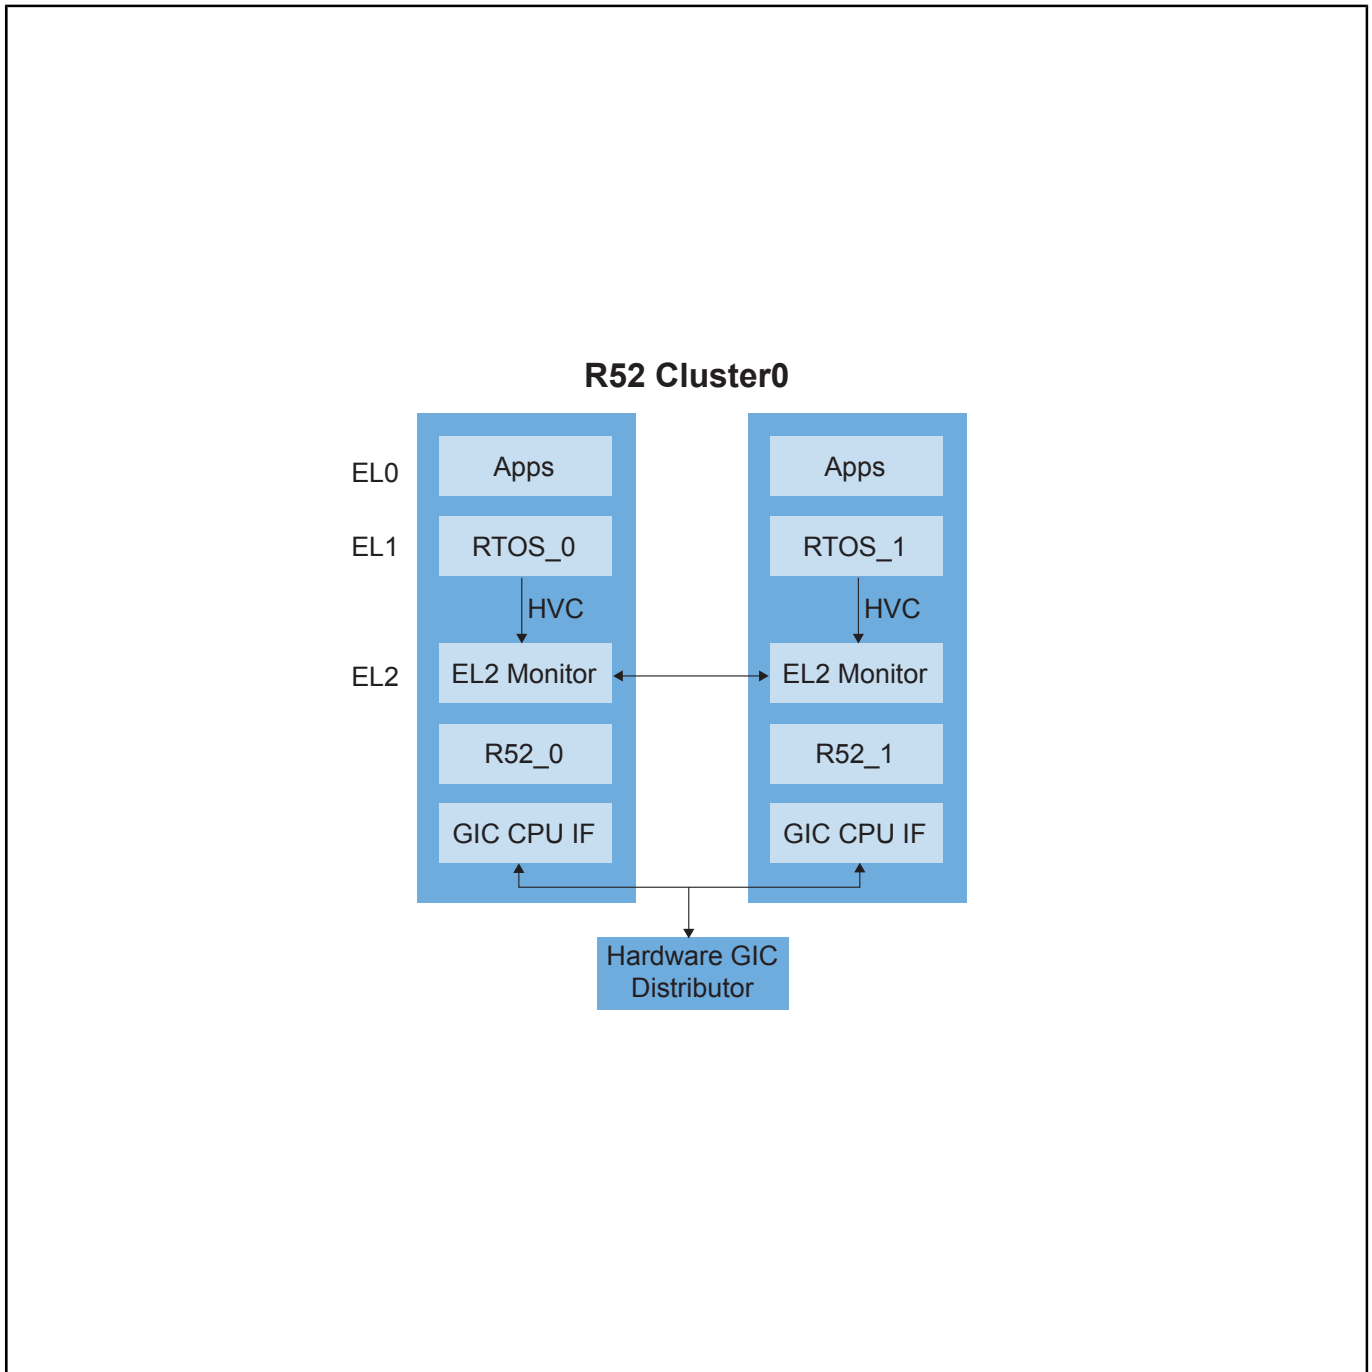 R52 Cluster0
EL0
Apps
Apps
EL1
RTOS_0
RTOS_1
HVC
HVC
EL2
EL2 Monitor
EL2 Monitor
R52_0
R52_1
GIC CPU IF
GIC CPU IF
Hardware GIC
Distributor